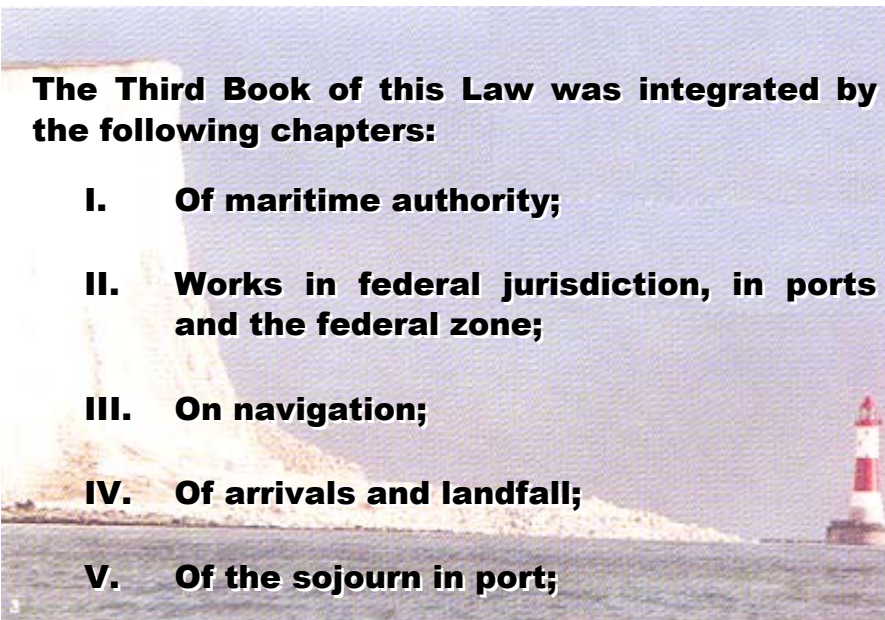 The Third Book of this Law was integrated by
the following chapters:
I. Of maritime authority;
II. Works in federal jurisdiction, in ports
and the federal zone;
III. On navigation;
IV. Of arrivals and landfall;
V. Of the sojourn in port;
3